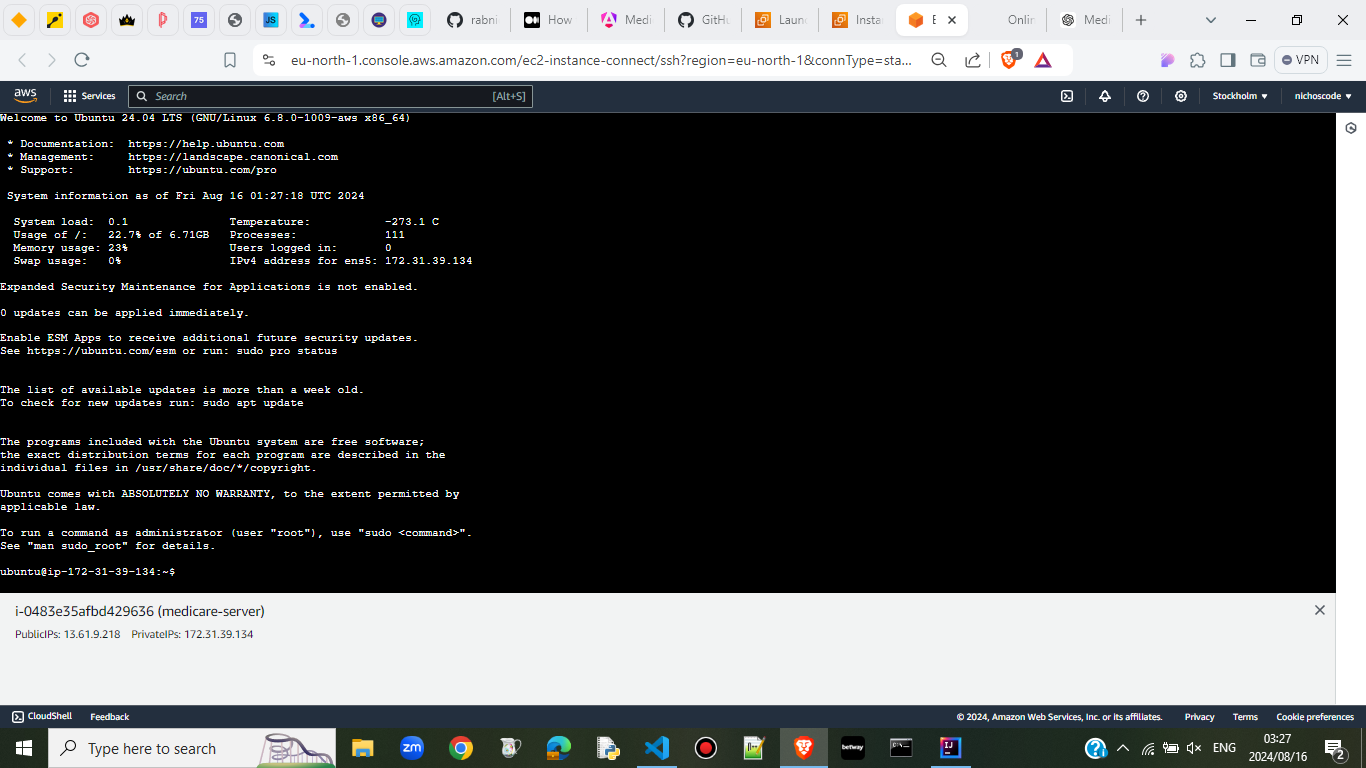 75
JS
rabni
How
Medi
GitHu
Laun
Insta
E
Onlin
Medi
eu-north-1.console.aws.amazon.com/ec2-instance-connect/ssh?region=eu-north-1&connType=sta...
1
VPN
aws
Services
Search
[Alt+S]
Stockholm
nichoscode
Welcome to Ubuntu 24.04 LTS (GNU/Linux 6.8.0-1009-aws x86_64)
* Documentation: https://help.ubuntu.com
* Management: https://landscape.canonical.com
* Support: https://ubuntu.com/pro
System information as of Fri Aug 16 01:27:18 UTC 2024
System load: 0.1 Temperature: -273.1 C
Usage of /: 22.7% of 6.71GB Processes: 111
Memory usage: 23% Users logged in: 0
Swap usage: 0% IPv4 address for ens5: 172.31.39.134
Expanded Security Maintenance for Applications is not enabled.
0 updates can be applied immediately.
Enable ESM Apps to receive additional future security updates.
See https://ubuntu.com/esm or run: sudo pro status
The list of available updates is more than a week old.
To check for new updates run: sudo apt update
The programs included with the Ubuntu system are free software;
the exact distribution terms for each program are described in the
individual files in /usr/share/doc/*/copyright.
Ubuntu comes with ABSOLUTELY NO WARRANTY, to the extent permitted by
applicable law.
To run a command as administrator (user "root"), use "sudo <command>".
See "man sudo_root" for details.
ubuntu@ip-172-31-39-134:~$
i-0483e35afbd429636 (medicare-server)
PublicIPs: 13.61.9.218 PrivateIPs: 172.31.39.134
CloudShell
Feedback
© 2024, Amazon Web Services, Inc. or its affiliates.
Privacy
Terms
Cookie preferences
Type here to search
zm
betway
IJ
ENG
03:27
2024/08/16
2